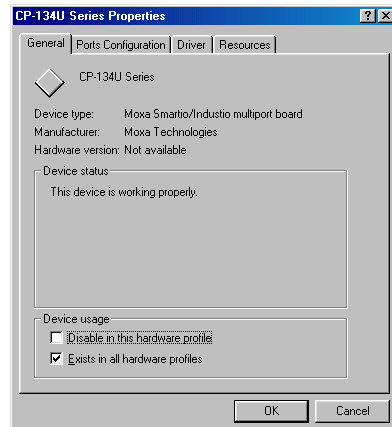 CP-134U Series Properties
General Ports Configuration Driver Resources
CP-134U Series
Device type: Moxa Smartio/Industio multiport board
Manufacturer: Moxa Technologies
Hardware version: Not available
Device status
This device is working properly.
Device usage
Disable in this hardware profile
Exists in all hardware profiles
OK Cancel